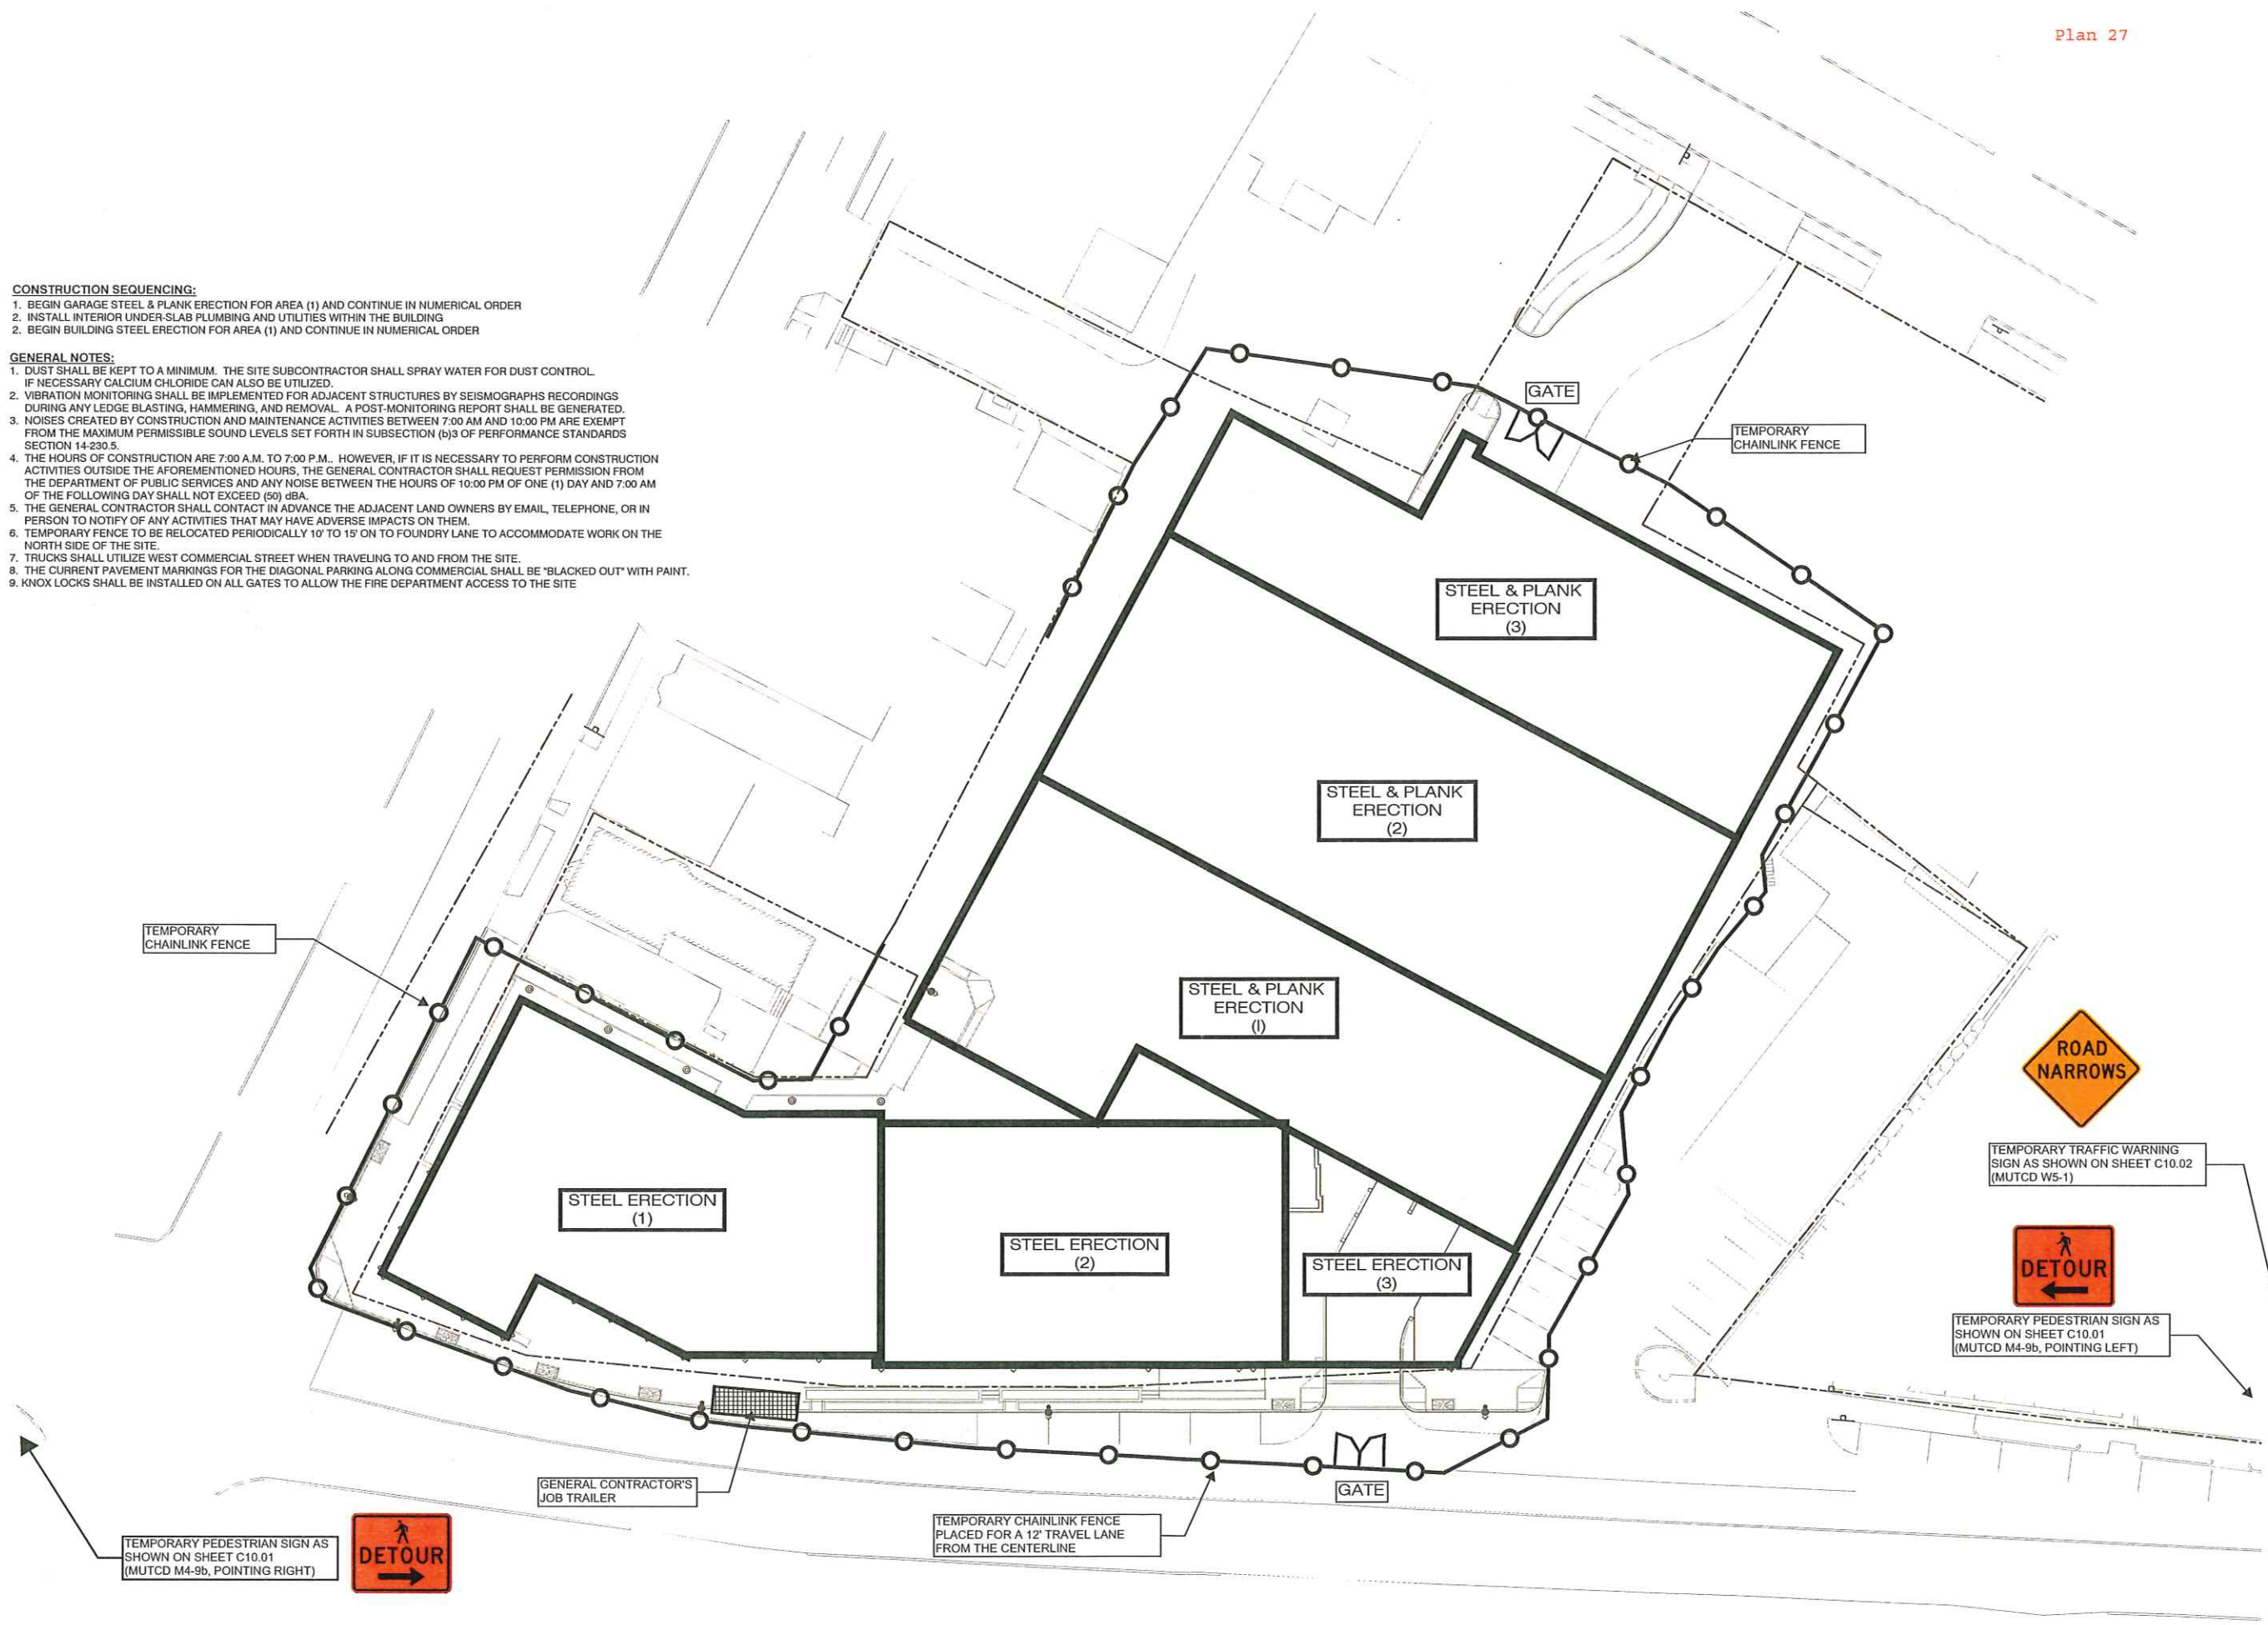 Plan 27
CONSTRUCTION SEQUENCING:
1. BEGIN GARAGE STEEL & PLANK ERECTION FOR AREA (1) AND CONTINUE IN NUMERICAL ORDER
2. INSTALL INTERIOR UNDER-SLAB PLUMBING AND UTILITIES WITHIN THE BUILDING
2. BEGIN BUILDING STEEL ERECTION FOR AREA (1) AND CONTINUE IN NUMERICAL ORDER
GENERAL NOTES:
1. DUST SHALL BE KEPT TO A MINIMUM. THE SITE SUBCONTRACTOR SHALL SPRAY WATER FOR DUST CONTROL.
IF NECESSARY CALCIUM CHLORIDE CAN ALSO BE UTILIZED.
2. VIBRATION MONITORING SHALL BE IMPLEMENTED FOR ADJACENT STRUCTURES BY SEISMOGRAPHS RECORDINGS
DURING ANY LEDGE BLASTING, HAMMERING, AND REMOVAL. A POST-MONITORING REPORT SHALL BE GENERATED.
3. NOISES CREATED BY CONSTRUCTION AND MAINTENANCE ACTIVITIES BETWEEN 7:00 AM AND 10:00 PM ARE EXEMPT
FROM THE MAXIMUM PERMISSIBLE SOUND LEVELS SET FORTH IN SUBSECTION (b)3 OF PERFORMANCE STANDARDS
SECTION 14-230.5.
4. THE HOURS OF CONSTRUCTION ARE 7:00 A.M. TO 7:00 P.M.. HOWEVER, IF IT IS NECESSARY TO PERFORM CONSTRUCTION
ACTIVITIES OUTSIDE THE AFOREMENTIONED HOURS, THE GENERAL CONTRACTOR SHALL REQUEST PERMISSION FROM
THE DEPARTMENT OF PUBLIC SERVICES AND ANY NOISE BETWEEN THE HOURS OF 10:00 PM OF ONE (1) DAY AND 7:00 AM
OF THE FOLLOWING DAY SHALL NOT EXCEED (50) dBA.
5. THE GENERAL CONTRACTOR SHALL CONTACT IN ADVANCE THE ADJACENT LAND OWNERS BY EMAIL, TELEPHONE, OR IN
PERSON TO NOTIFY OF ANY ACTIVITIES THAT MAY HAVE ADVERSE IMPACTS ON THEM.
6. TEMPORARY FENCE TO BE RELOCATED PERIODICALLY 10' TO 15' ON TO FOUNDRY LANE TO ACCOMMODATE WORK ON THE
NORTH SIDE OF THE SITE.
7. TRUCKS SHALL UTILIZE WEST COMMERCIAL STREET WHEN TRAVELING TO AND FROM THE SITE.
8. THE CURRENT PAVEMENT MARKINGS FOR THE DIAGONAL PARKING ALONG COMMERCIAL SHALL BE "BLACKED OUT" WITH PAINT.
9. KNOX LOCKS SHALL BE INSTALLED ON ALL GATES TO ALLOW THE FIRE DEPARTMENT ACCESS TO THE SITE
GATE
TEMPORARY
CHAINLINK FENCE
STEEL & PLANK
ERECTION
(3)
STEEL & PLANK
ERECTION
(2)
TEMPORARY
CHAINLINK FENCE
STEEL & PLANK
ERECTION
(I)
ROAD
NARROWS
TEMPORARY TRAFFIC WARNING
SIGN AS SHOWN ON SHEET C10.02
(MUTCD W5-1)
STEEL ERECTION
(1)
STEEL ERECTION
(2)
STEEL ERECTION
(3)
DETOUR
TEMPORARY PEDESTRIAN SIGN AS
SHOWN ON SHEET C10.01
(MUTCD M4-9b, POINTING LEFT)
GENERAL CONTRACTOR'S
JOB TRAILER
GATE
TEMPORARY CHAINLINK FENCE
PLACED FOR A 12' TRAVEL LANE
FROM THE CENTERLINE
TEMPORARY PEDESTRIAN SIGN AS
SHOWN ON SHEET C10.01
(MUTCD M4-9b, POINTING RIGHT)
DETOUR